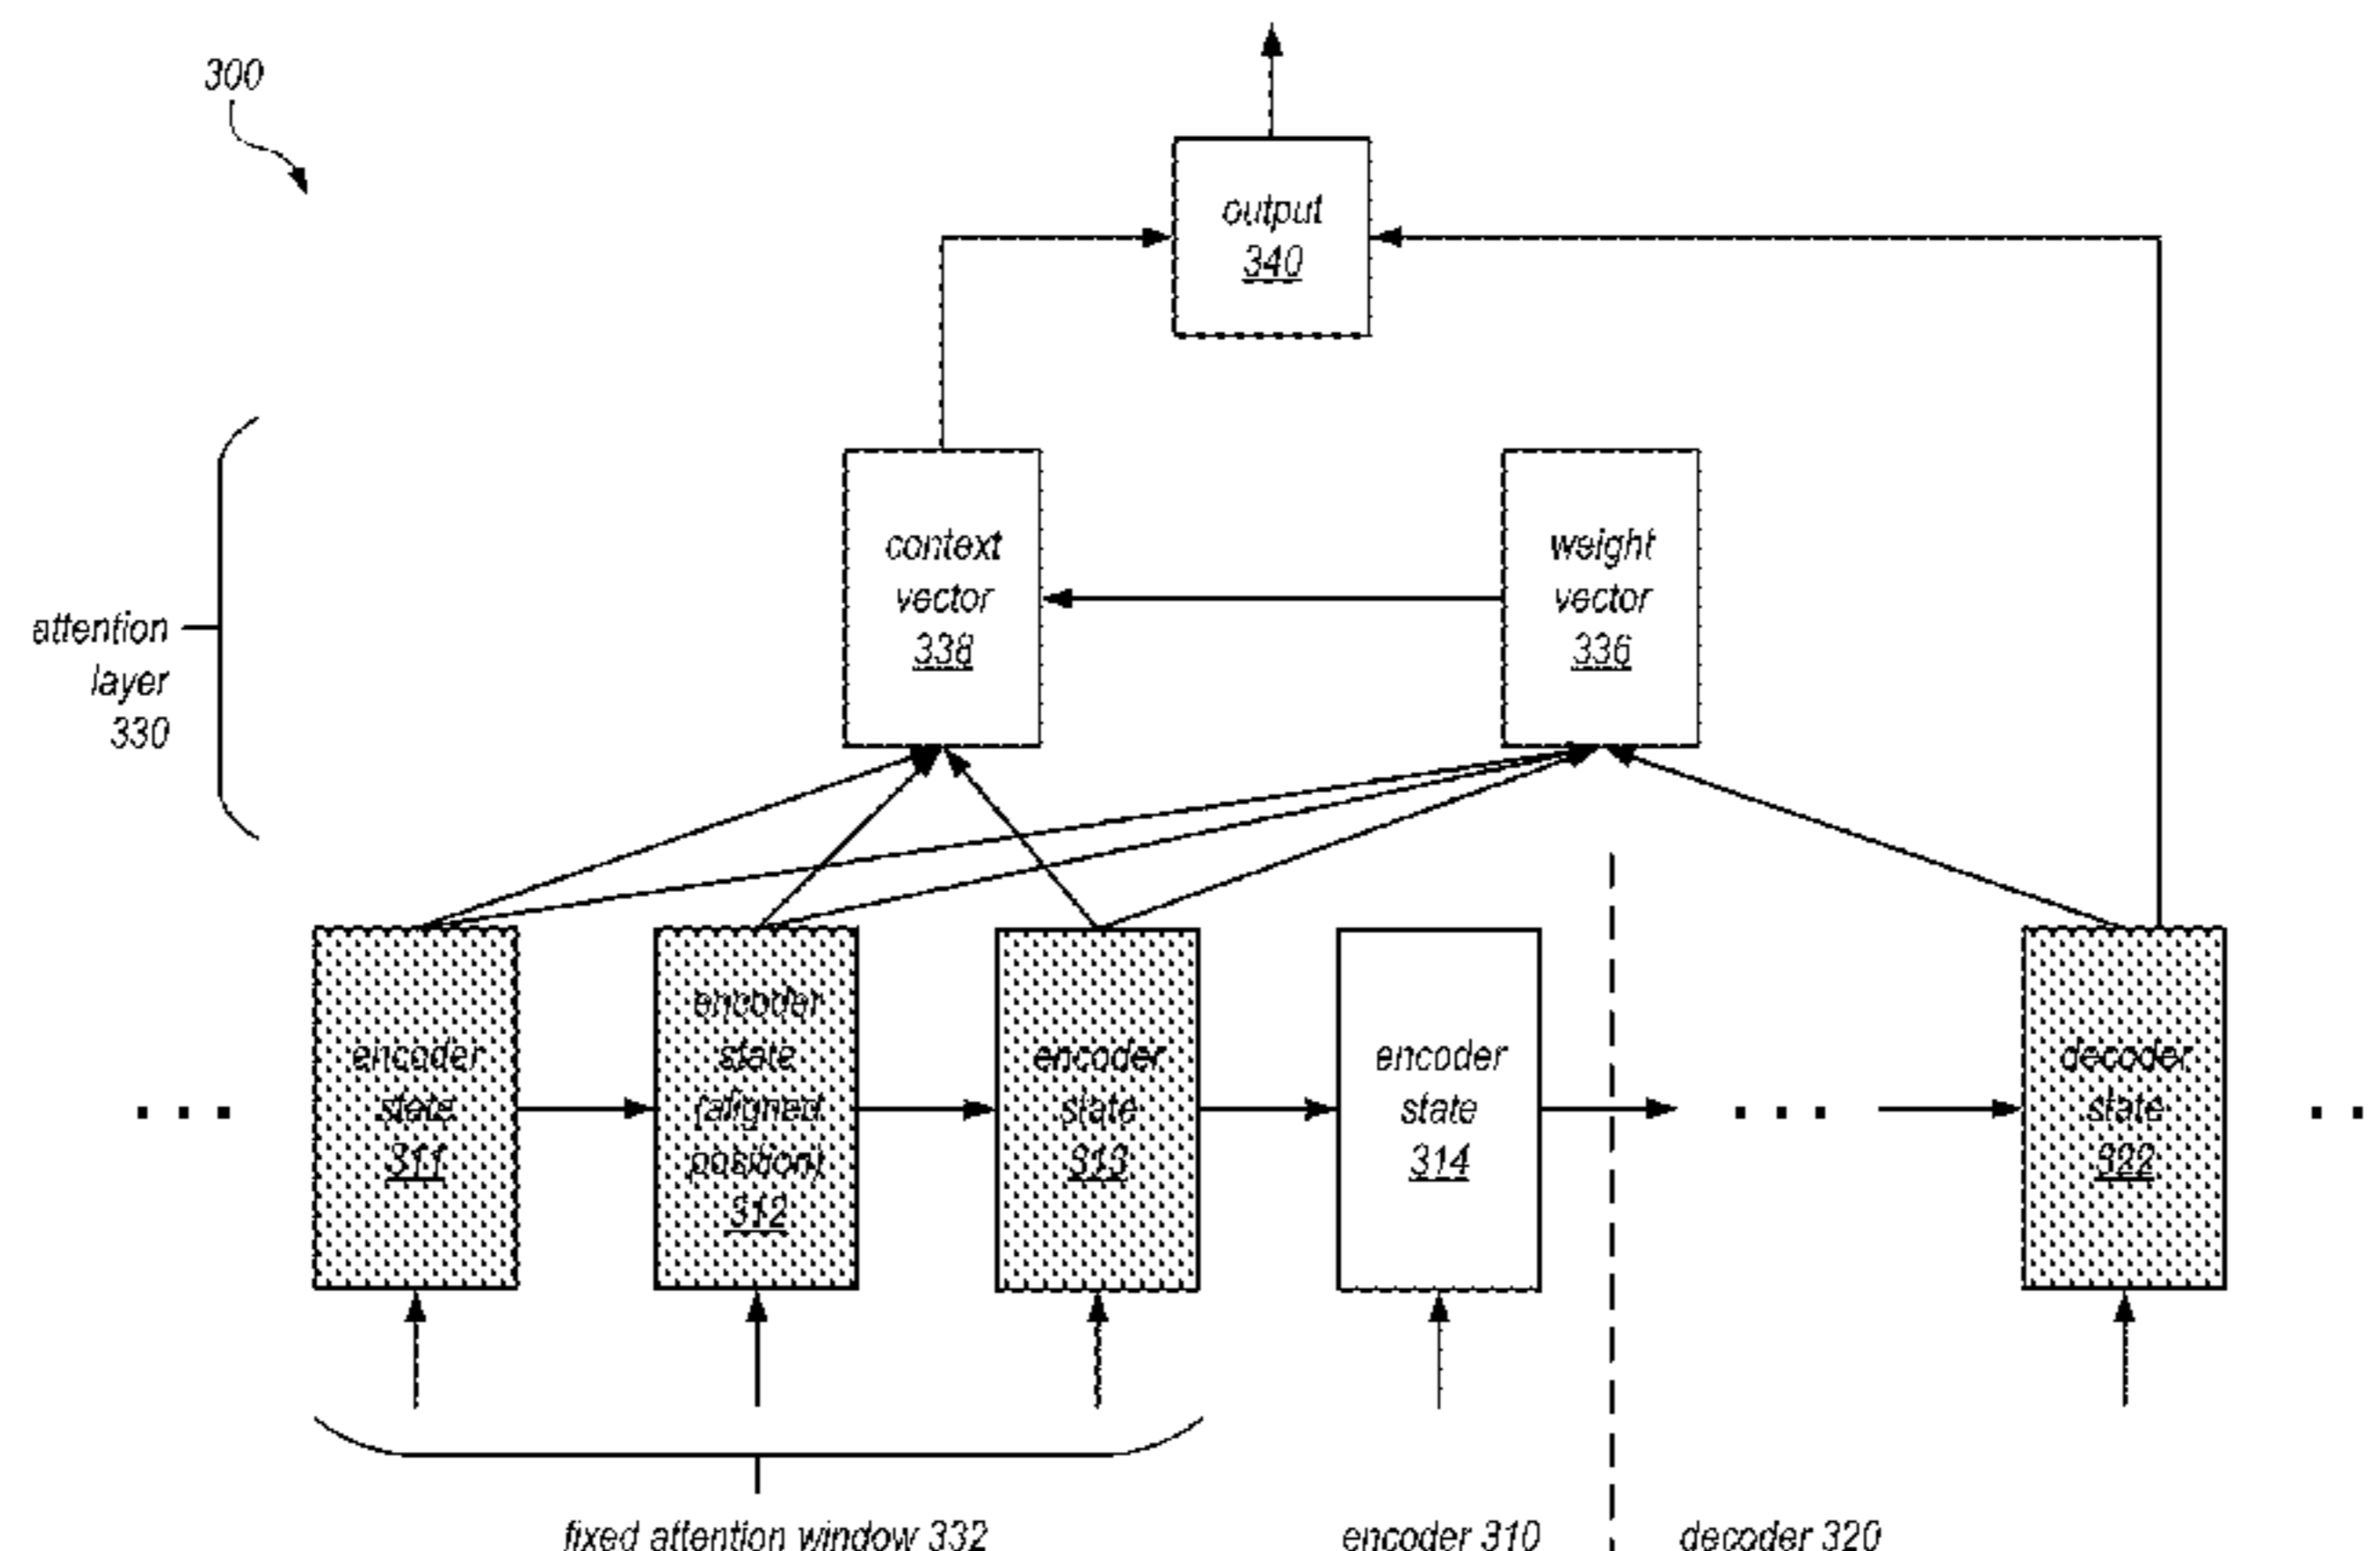 300
output
340
context
vector
338
weight
vector
336
attention
layer
330
encoder
state
311
encoder
state
(aligned
position)
312
encoder
state
313
encoder
state
314
decoder
state
322
fixed attention window 332
encoder 310
decoder 320